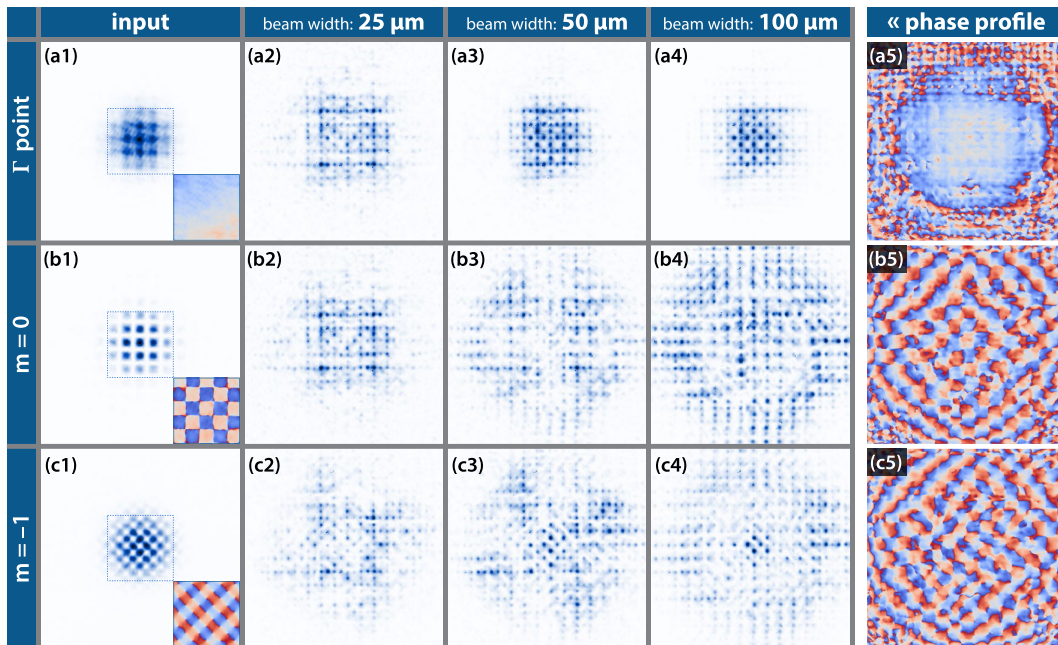 input
beam width: 25 µm
beam width: 50 µm
beam width: 100 µm
« phase profile
Γ point
(a1)
(a2)
(a3)
(a4)
(a5)
m = 0
(b1)
(b2)
(b3)
(b4)
(b5)
m = −1
(c1)
(c2)
(c3)
(c4)
(c5)